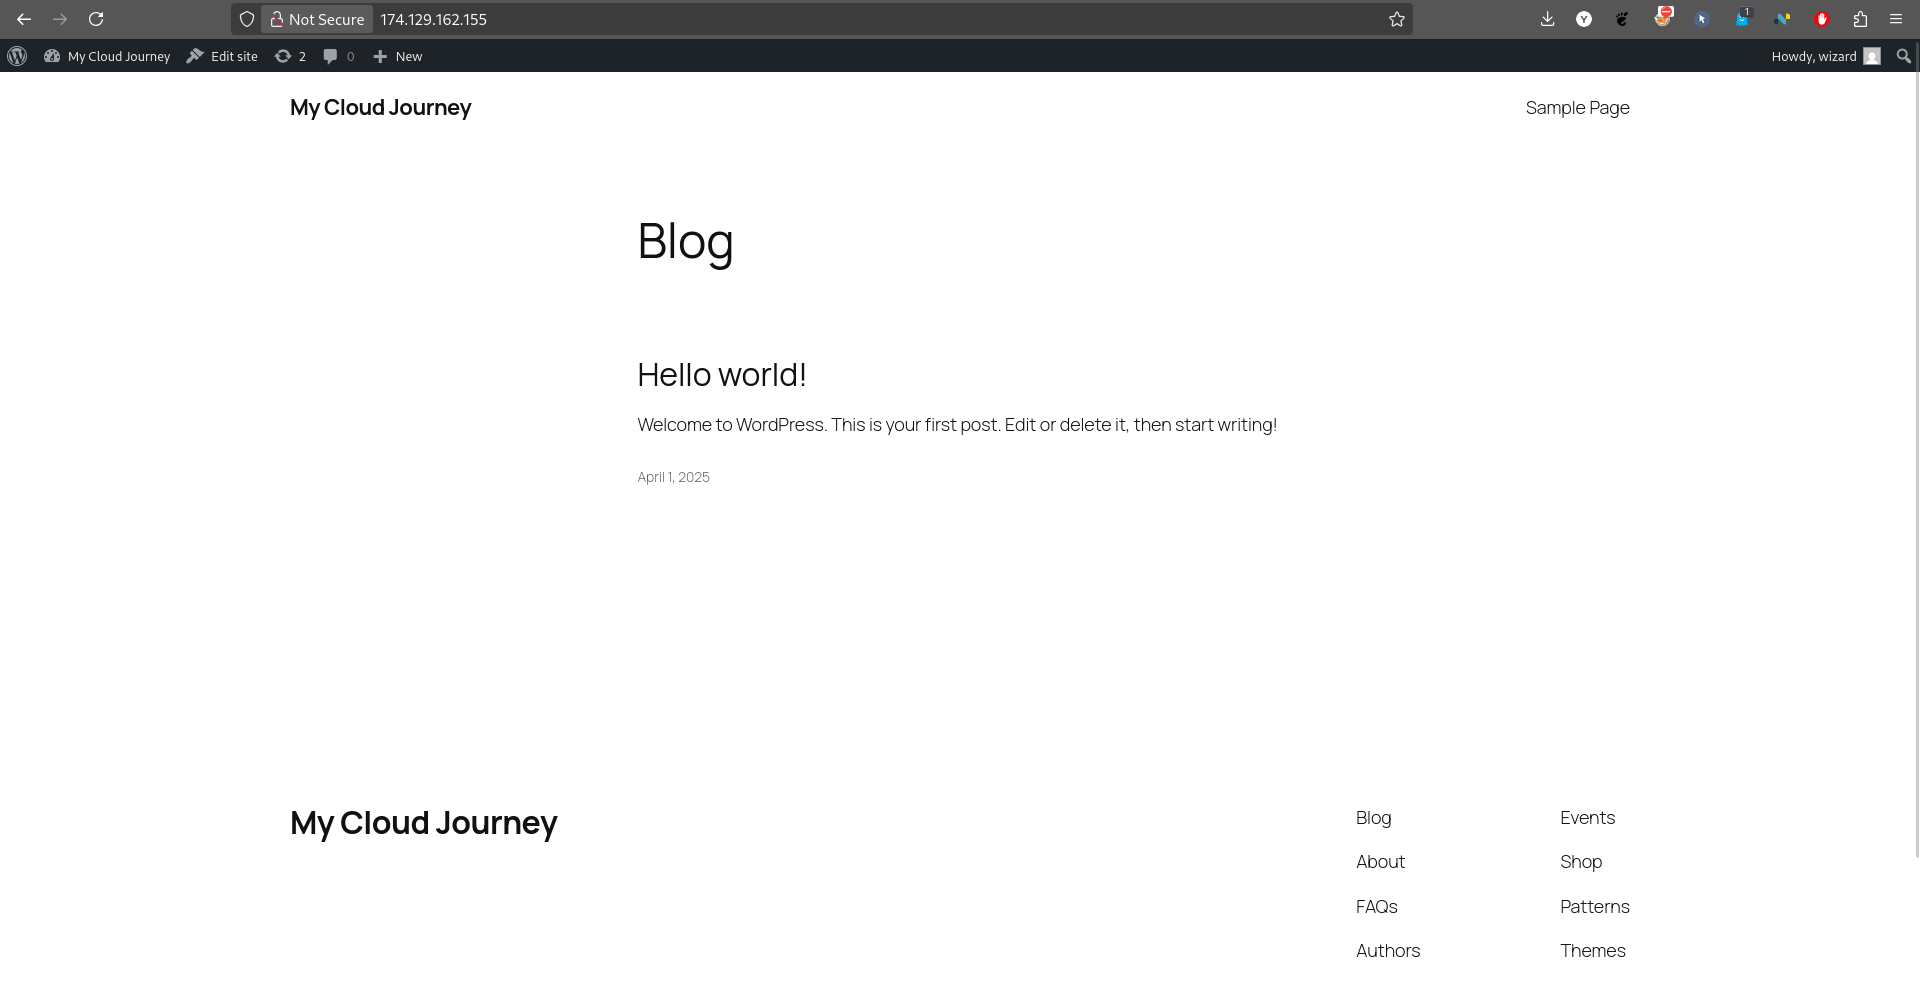 Not Secure 174.129.162.155 Y 1
My Cloud Journey Edit site 2 0 New Howdy, wizard
My Cloud Journey Sample Page
Blog
Hello world!
Welcome to WordPress. This is your first post. Edit or delete it, then start writing!
April 1, 2025
My Cloud Journey
Blog Events
About Shop
FAQs Patterns
Authors Themes